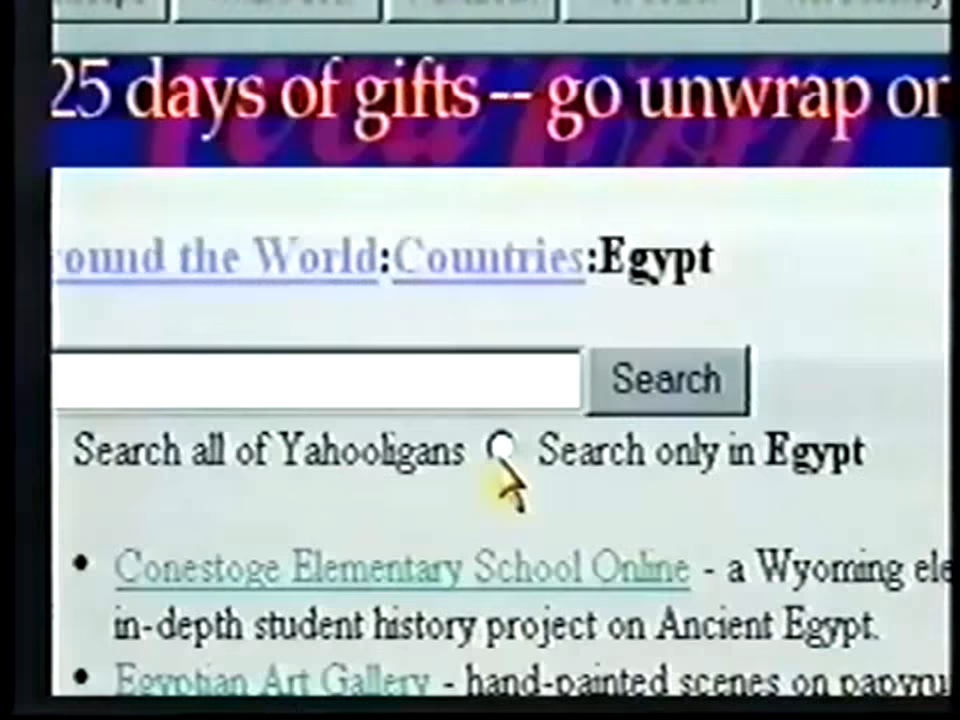 25 days of gifts -- go unwrap or
ound the World:Countries:Egypt
Search
Search all of Yahooligans Search only in Egypt
• Conestoge Elementary School Online - a Wyoming ele
in-depth student history project on Ancient Egypt.
• Egyptian Art Gallery - hand-painted scenes on papyru